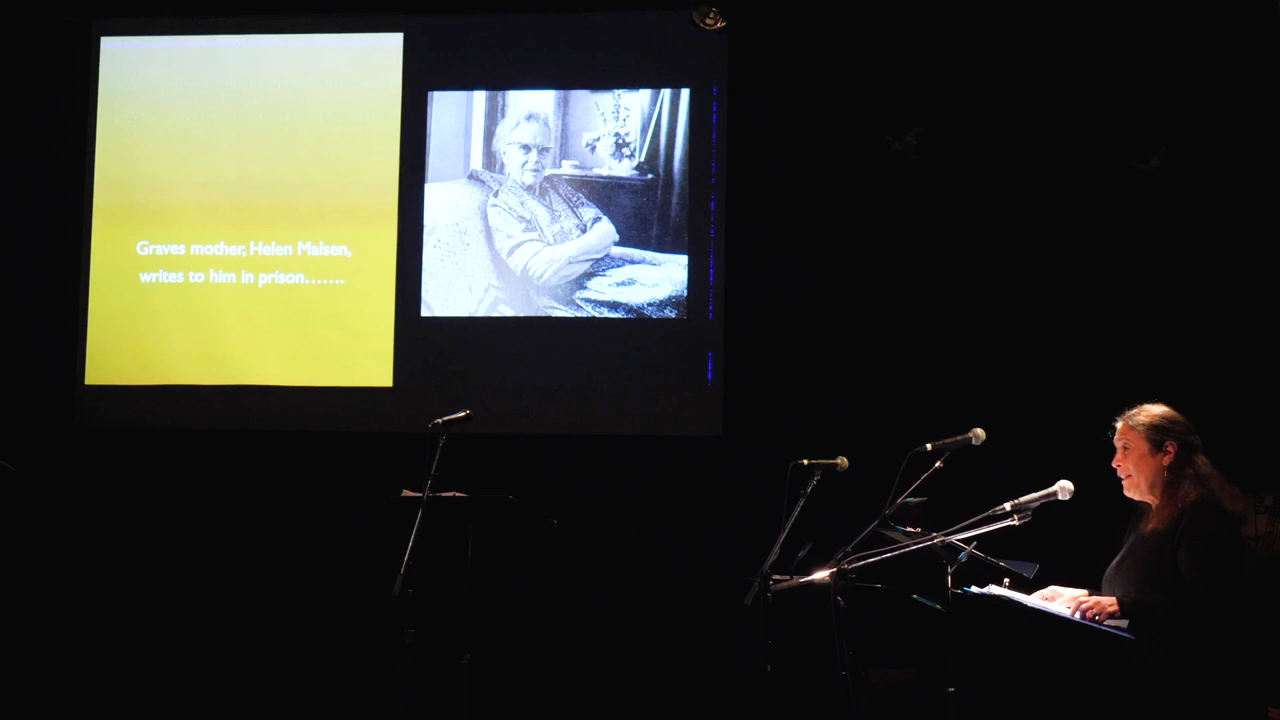 Graves mother, Helen Malsen,
writes to him in prison.......